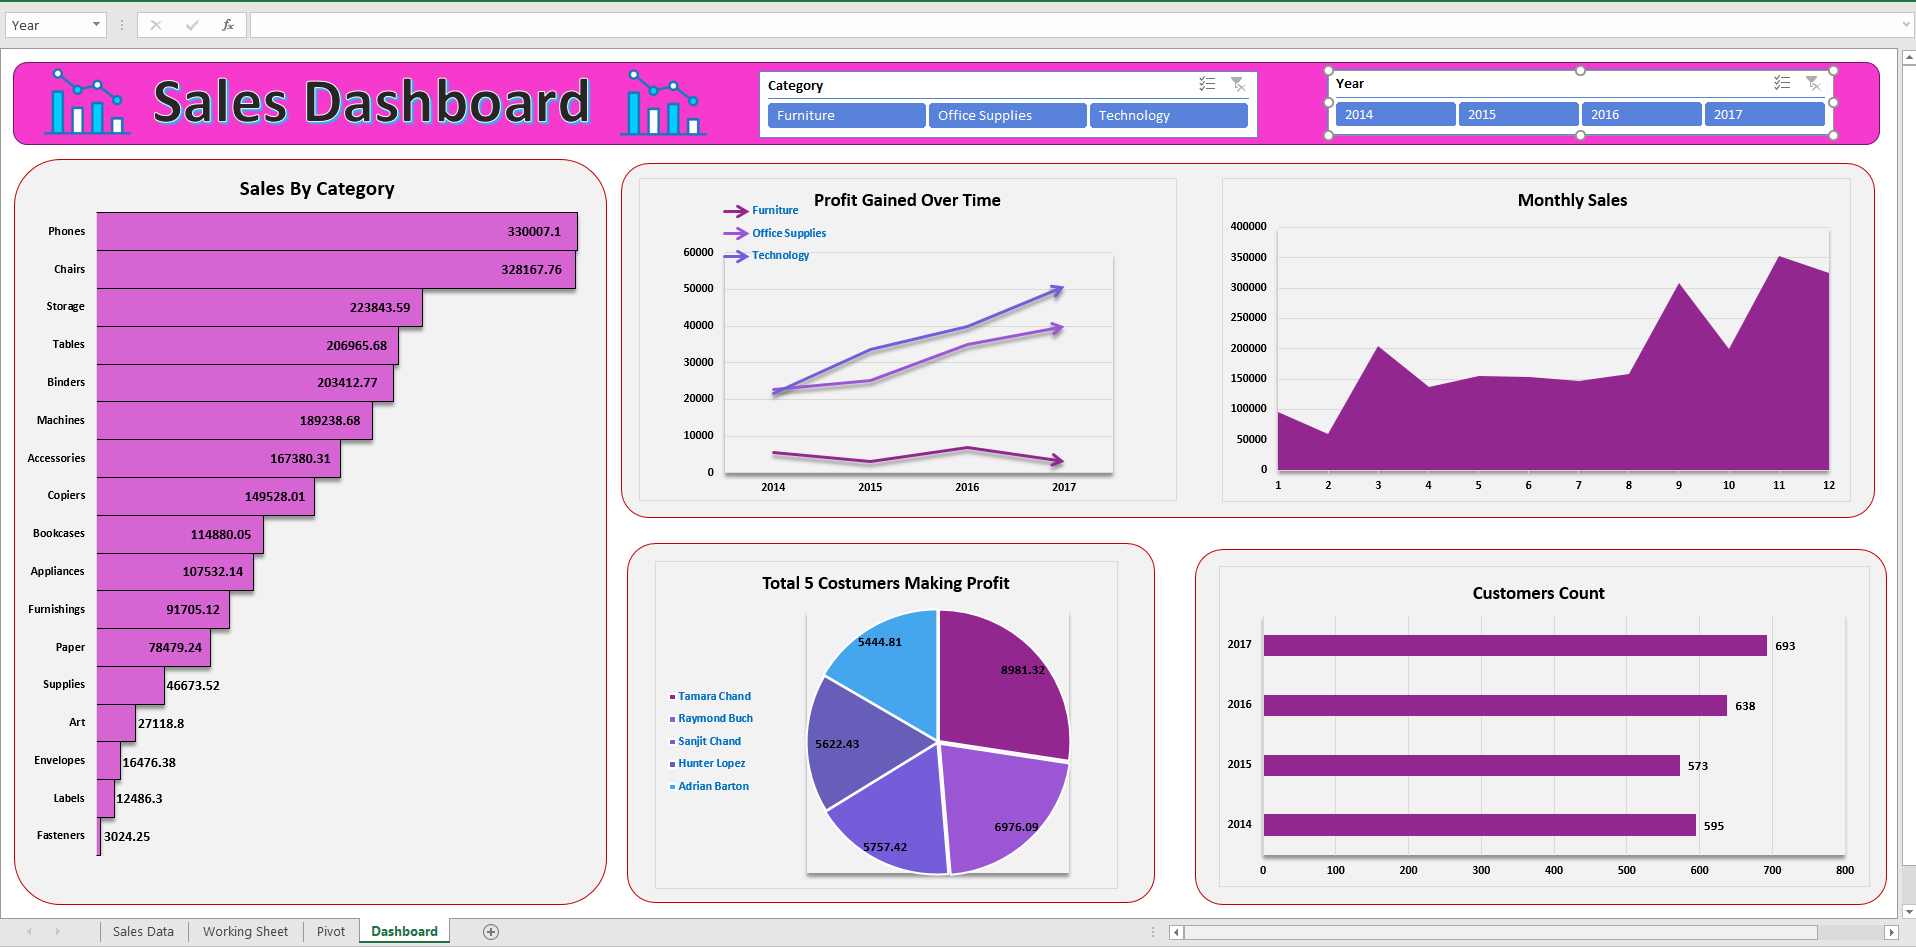 Year
fx
Sales Dashboard
Category
Furniture
Office Supplies
Technology
Year
2014
2015
2016
2017
Sales By Category
Phones 330007.1
Chairs 328167.76
Storage 223843.59
Tables 206965.68
Binders 203412.77
Machines 189238.68
Accessories 167380.31
Copiers 149528.01
Bookcases 114880.05
Appliances 107532.14
Furnishings 91705.12
Paper 78479.24
Supplies 46673.52
Art 27118.8
Envelopes 16476.38
Labels 12486.3
Fasteners 3024.25
Profit Gained Over Time
Furniture
Office Supplies
Technology
60000
50000
40000
30000
20000
10000
0
2014 2015 2016 2017
Monthly Sales
400000
350000
300000
250000
200000
150000
100000
50000
0
1 2 3 4 5 6 7 8 9 10 11 12
Total 5 Costumers Making Profit
Tamara Chand
Raymond Buch
Sanjit Chand
Hunter Lopez
Adrian Barton
5444.81
8981.32
5622.43
6976.09
5757.42
Customers Count
2017 693
2016 638
2015 573
2014 595
0 100 200 300 400 500 600 700 800
Sales Data
Working Sheet
Pivot
Dashboard